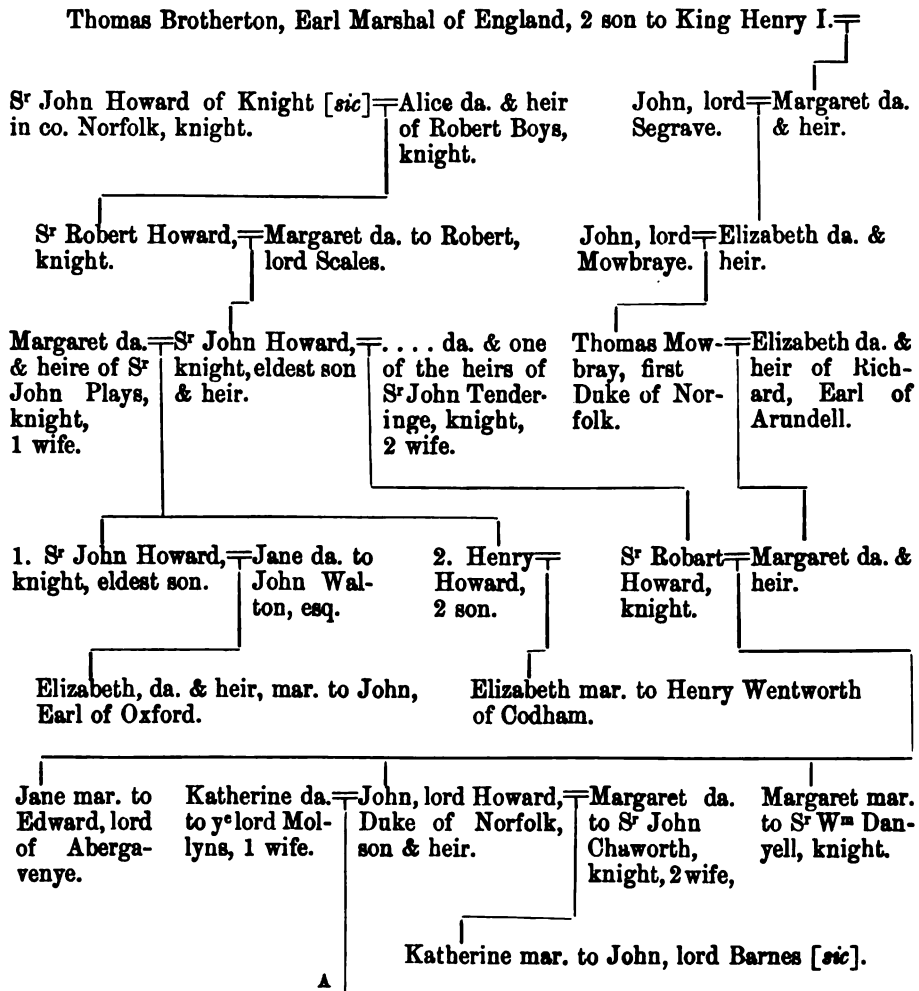 Thomas Brotherton, Earl Marshal of England, 2 son to King Henry I.
Sr John Howard of Knight [sic]
in co. Norfolk, knight.
Alice da. & heir
of Robert Boys,
knight.
John, lord
Segrave.
Margaret da.
& heir.
Sr Robert Howard,
knight.
Margaret da. to Robert,
lord Scales.
John, lord
Mowbraye.
Elizabeth da. &
heir.
Margaret da.
& heire of Sr
John Plays,
knight,
1 wife.
Sr John Howard,
knight, eldest son
& heir.
.... da. & one
of the heirs of
Sr John Tender-
inge, knight,
2 wife.
Thomas Mow-
bray, first
Duke of Nor-
folk.
Elizabeth da. &
heir of Rich-
ard, Earl of
Arundell.
1. Sr John Howard,
knight, eldest son.
Jane da. to
John Wal-
ton, esq.
2. Henry
Howard,
2 son.
Sr Robart
Howard,
knight.
Margaret da. &
heir.
Elizabeth, da. & heir, mar. to John,
Earl of Oxford.
Elizabeth mar. to Henry Wentworth
of Codham.
Jane mar. to
Edward, lord
of Aberga-
venye.
Katherine da.
to ye lord Mol-
lyns, 1 wife.
John, lord Howard,
Duke of Norfolk,
son & heir.
Margaret da.
to Sr John
Chaworth,
knight, 2 wife,
Margaret mar.
to Sr Wm Dan-
yell, knight.
Katherine mar. to John, lord Barnes [sic].
A